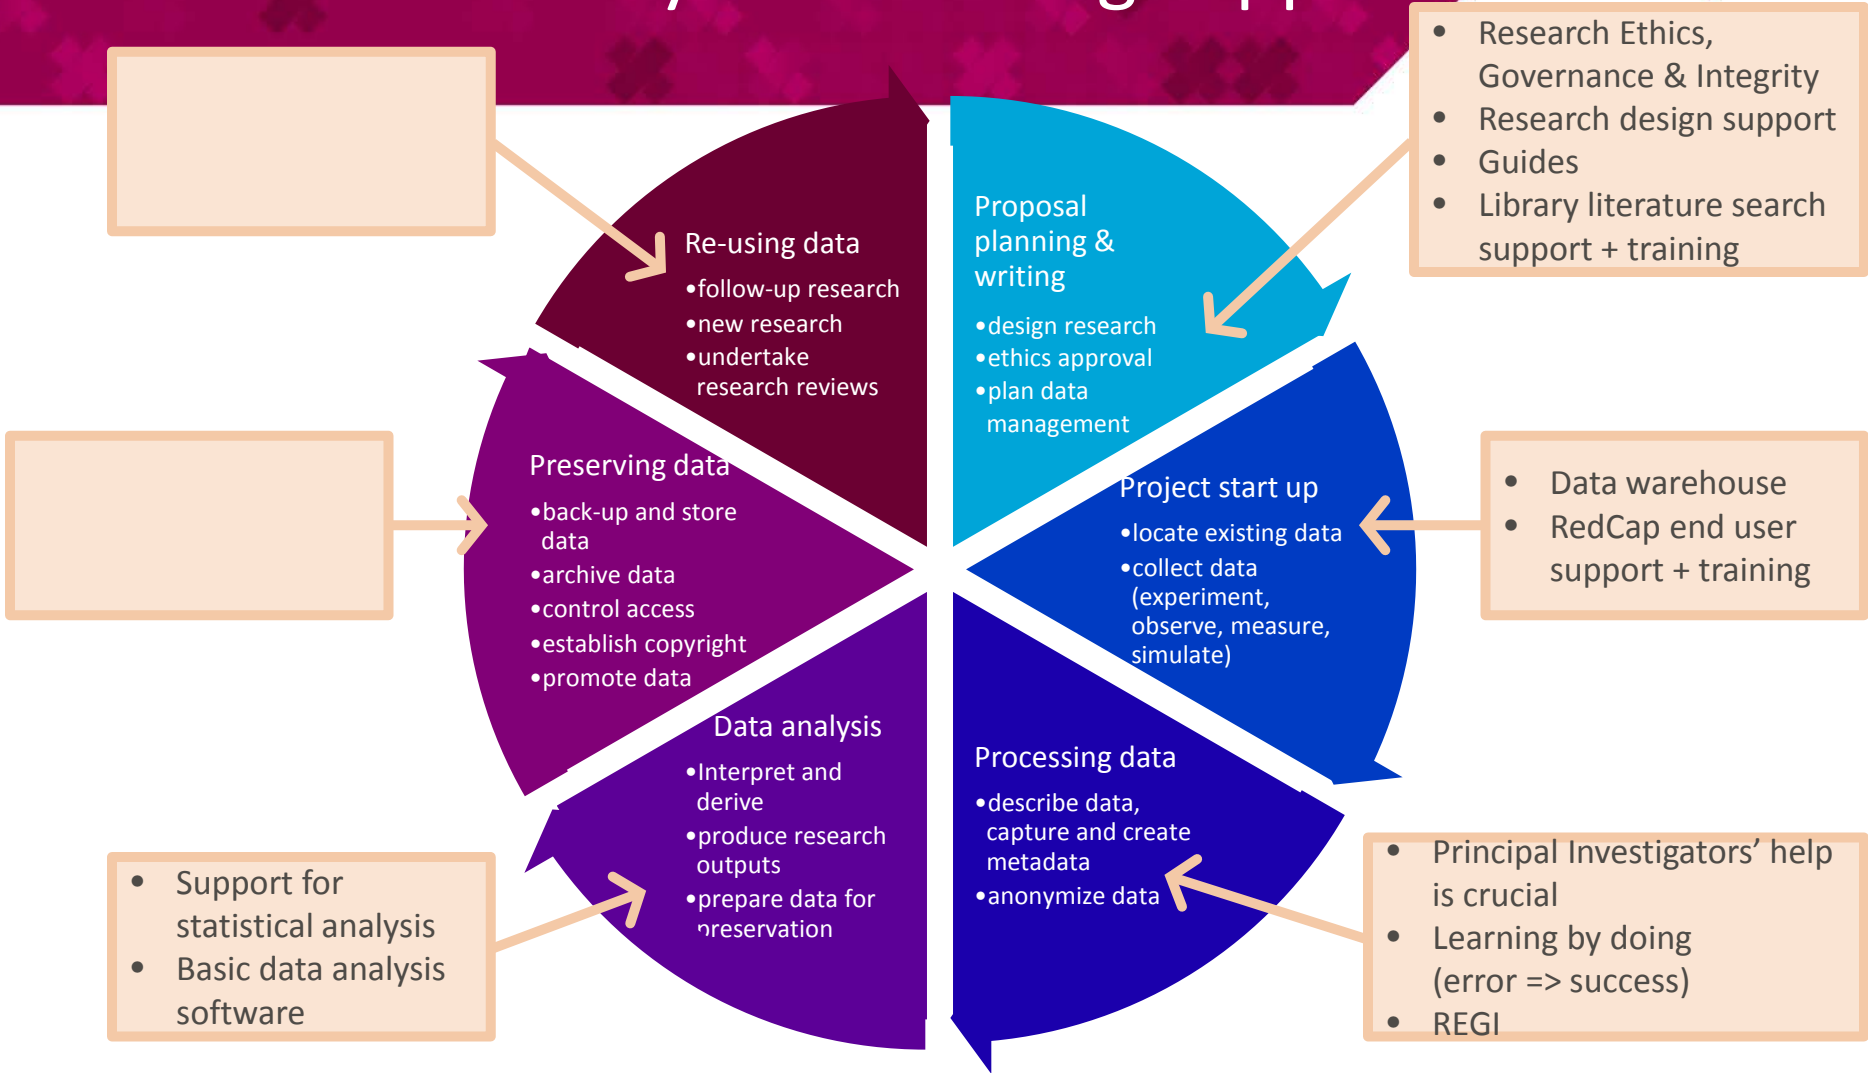 • Research Ethics,
Governance & Integrity
• Research design support
• Guides
• Library literature search
support + training
Proposal
planning &
writing
•design research
•ethics approval
•plan data
management
Project start up
•locate existing data
•collect data
(experiment,
observe, measure,
simulate)
• Data warehouse
• RedCap end user
support + training
Processing data
•describe data,
capture and create
metadata
•anonymize data
• Principal Investigators’ help
is crucial
• Learning by doing
(error => success)
• REGI
Data analysis
•Interpret and
derive
•produce research
outputs
•prepare data for
preservation
• Support for
statistical analysis
• Basic data analysis
software
Preserving data
•back-up and store
data
•archive data
•control access
•establish copyright
•promote data
Re-using data
•follow-up research
•new research
•undertake
research reviews